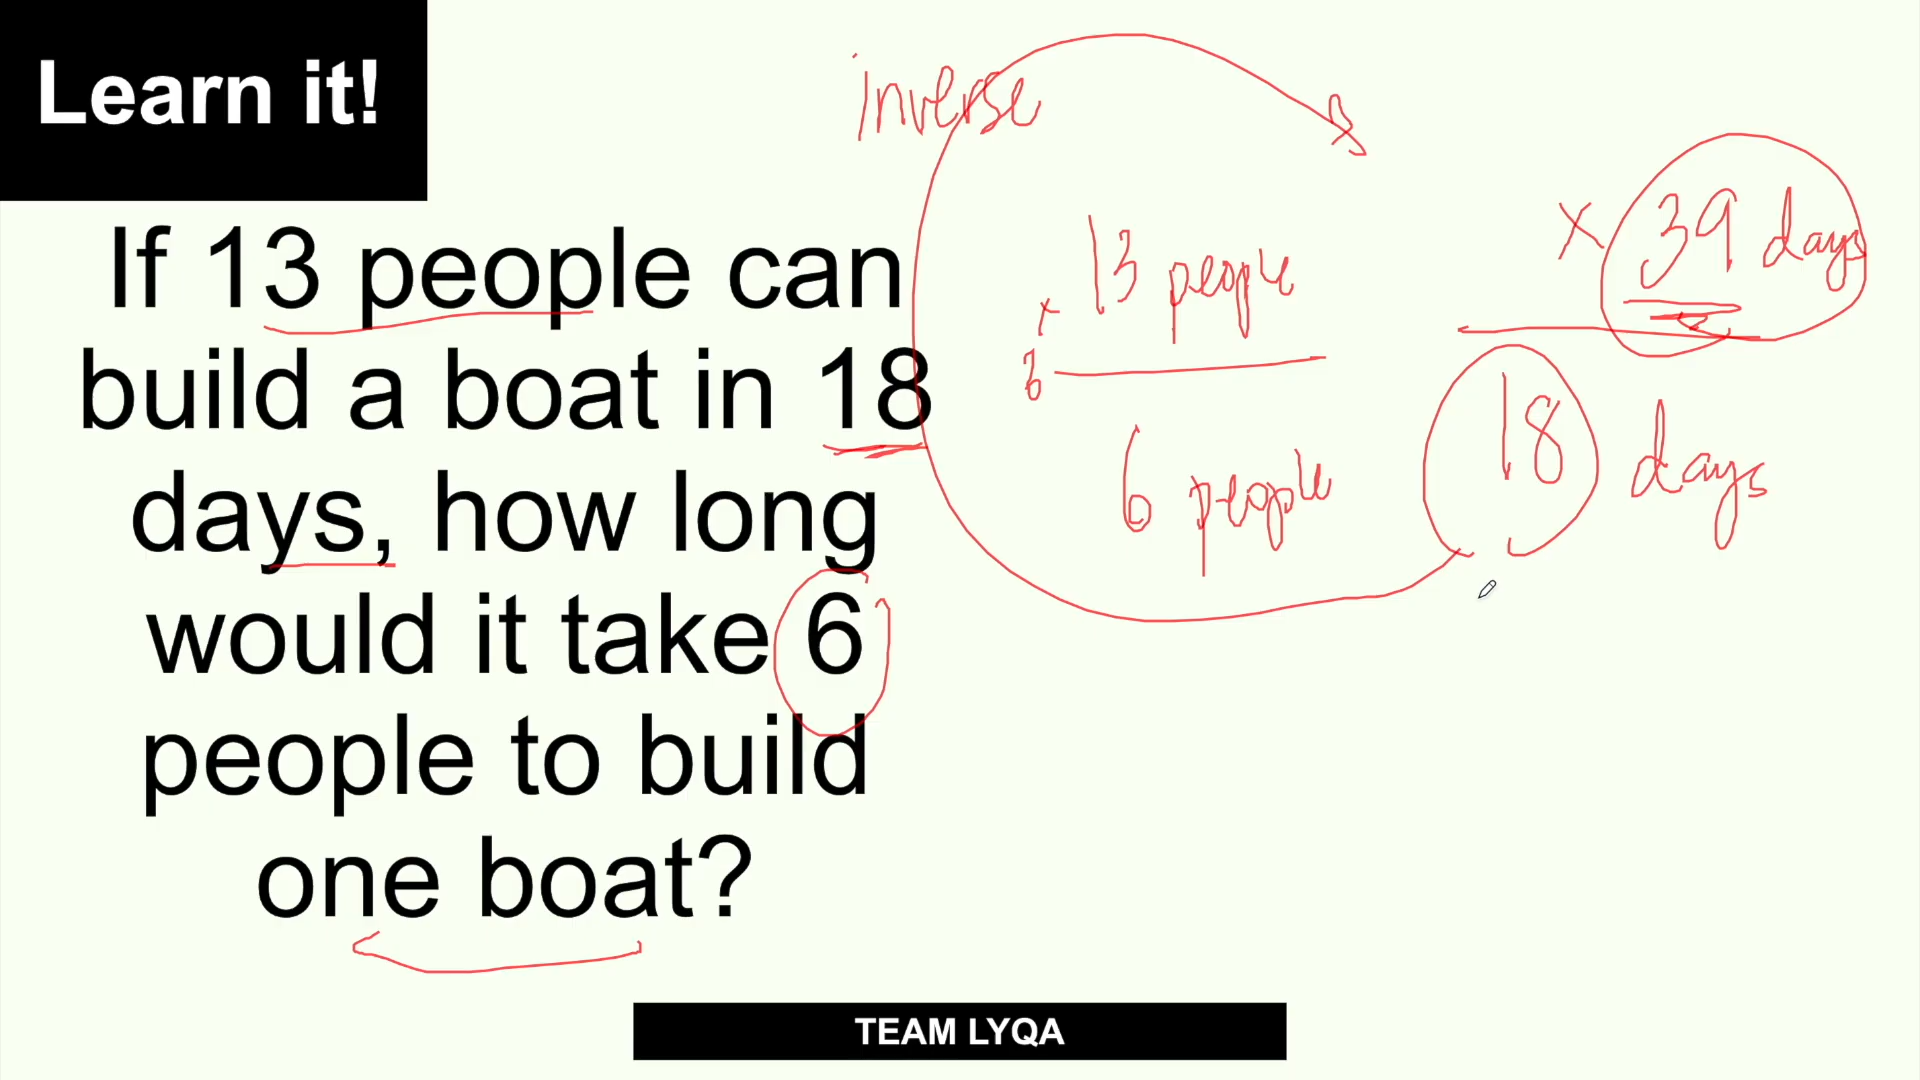 Learn it!
If 13 people can
build a boat in 18
days, how long
would it take 6
people to build
one boat?
inverse
13 people
x
3
6 people
x 39 days
18 days
TEAM LYQA